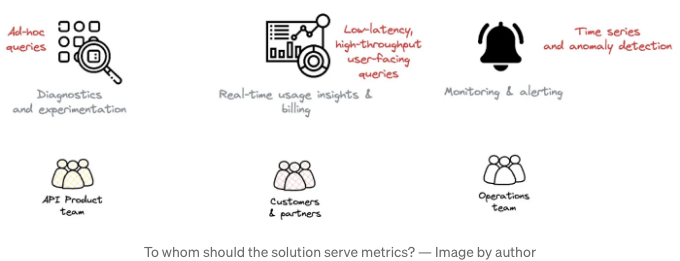 Ad-hoc
queries
Low-latency,
high-throughput
user-facing
queries
Time series
and anomaly detection
Diagnostics
and experimentation
Real-time usage insights &
billing
Monitoring & alerting
API Product
team
Customers
& partners
Operations
team
To whom should the solution serve metrics? — Image by author